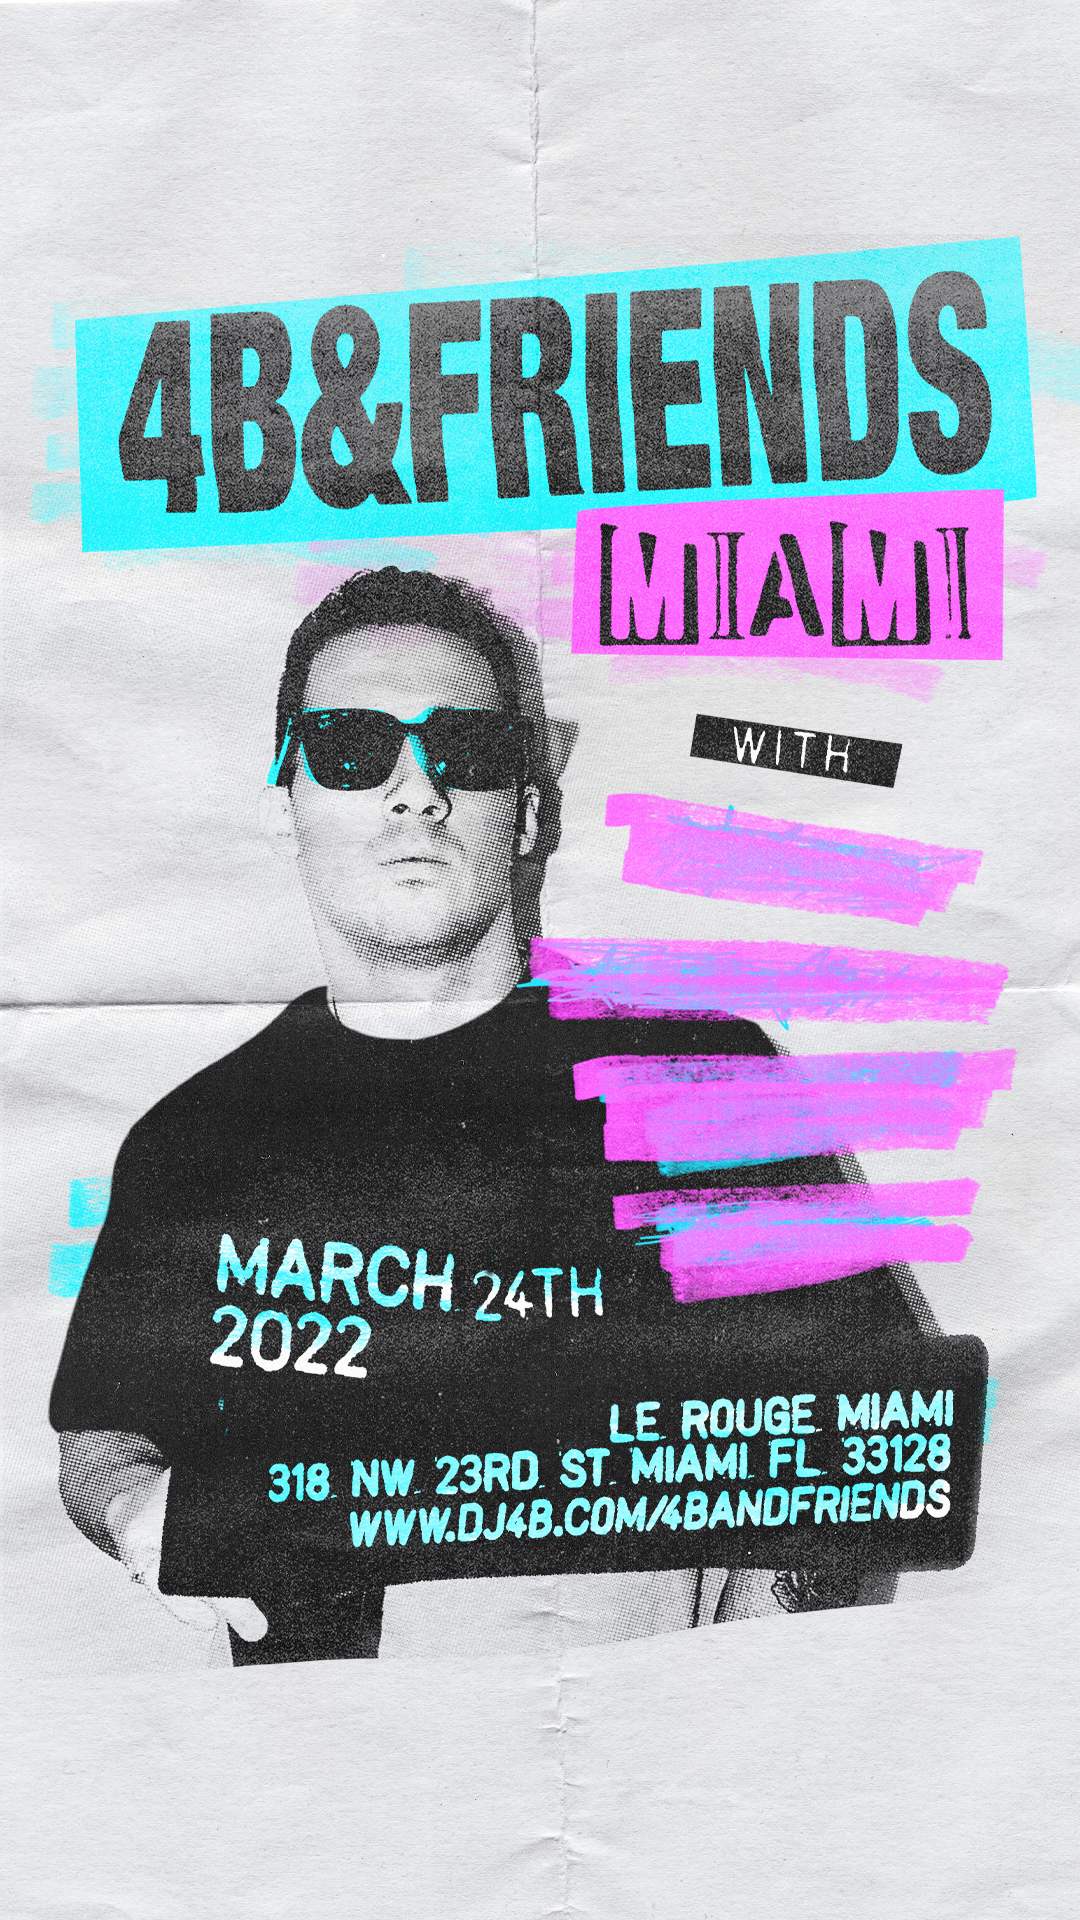 4B&FRIENDS
MIAMI
WITH
MARCH 24TH
2022
LE ROUGE MIAMI
318 NW 23RD ST MIAMI FL 33128
WWW.DJ4B.COM/4BANDFRIENDS